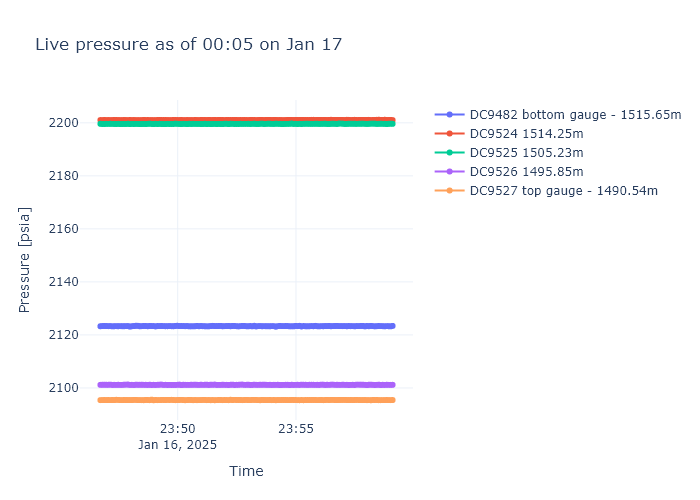 Live pressure as of 00:05 on Jan 17
DC9482 bottom gauge - 1515.65m
DC9524 1514.25m
DC9525 1505.23m
DC9526 1495.85m
DC9527 top gauge - 1490.54m
Pressure [psia]
2200
2180
2160
2140
2120
2100
23:50
Jan 16, 2025
23:55
Time